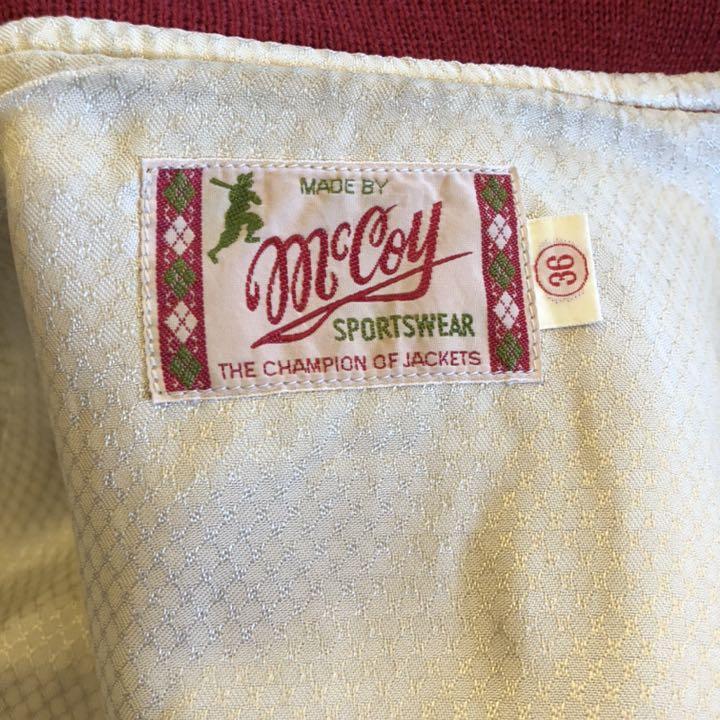 MADE BY
McCoy
SPORTSWEAR
THE CHAMPION OF JACKETS
36